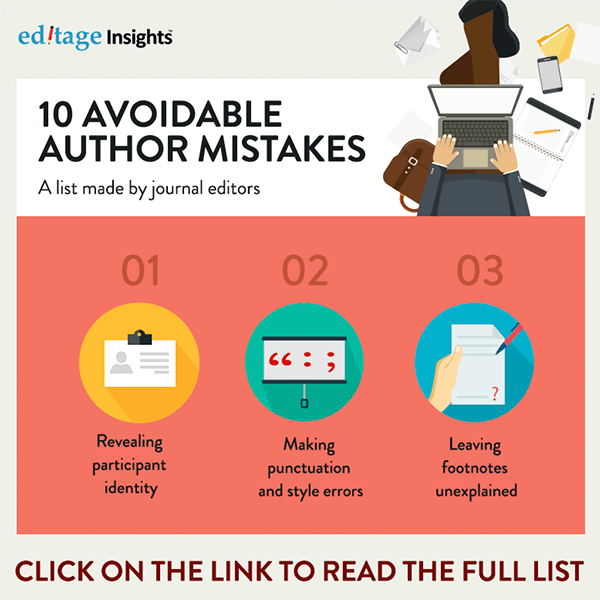 ed!tage Insights™
10 AVOIDABLE
AUTHOR MISTAKES
A list made by journal editors
01
02
03
“ : ;
?
Revealing
participant
identity
Making
punctuation
and style errors
Leaving
footnotes
unexplained
CLICK ON THE LINK TO READ THE FULL LIST